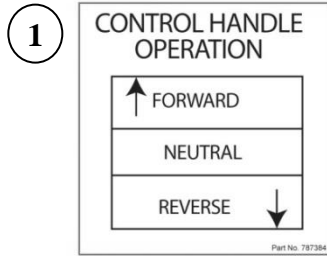 1
CONTROL HANDLE
OPERATION
FORWARD
NEUTRAL
REVERSE
Part No. 787384